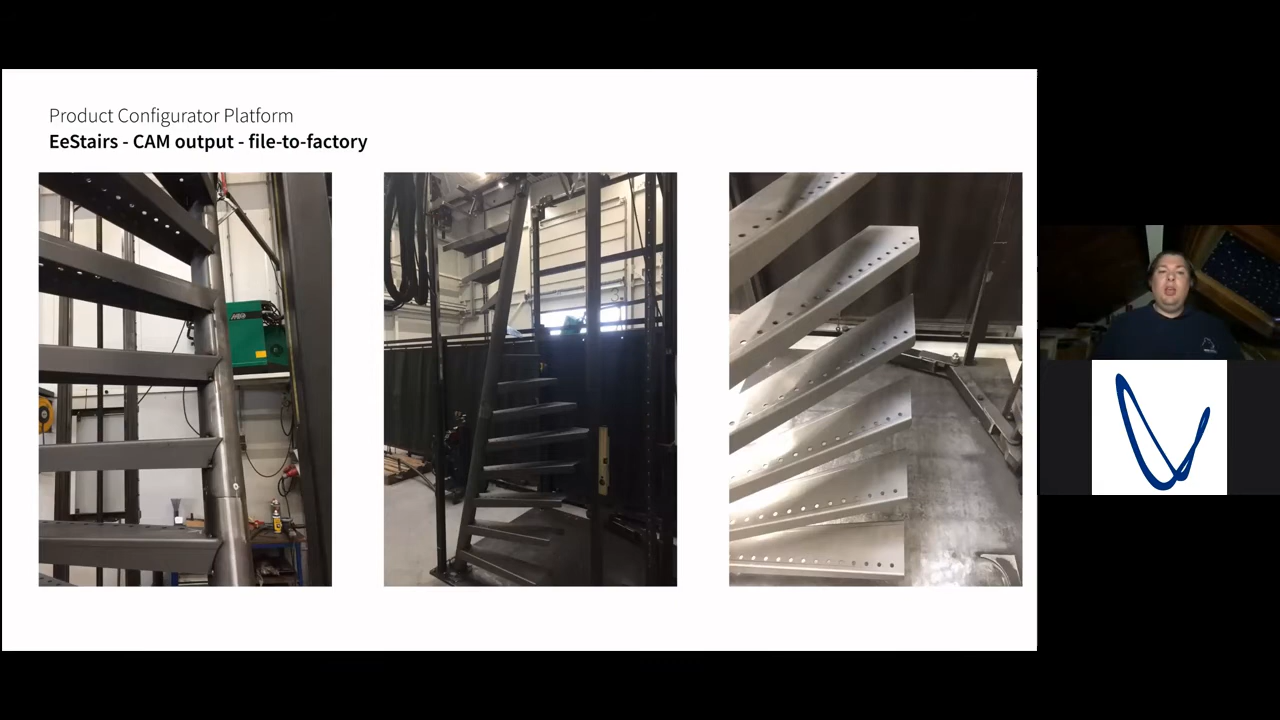 Product Configurator Platform
EeStairs - CAM output - file-to-factory